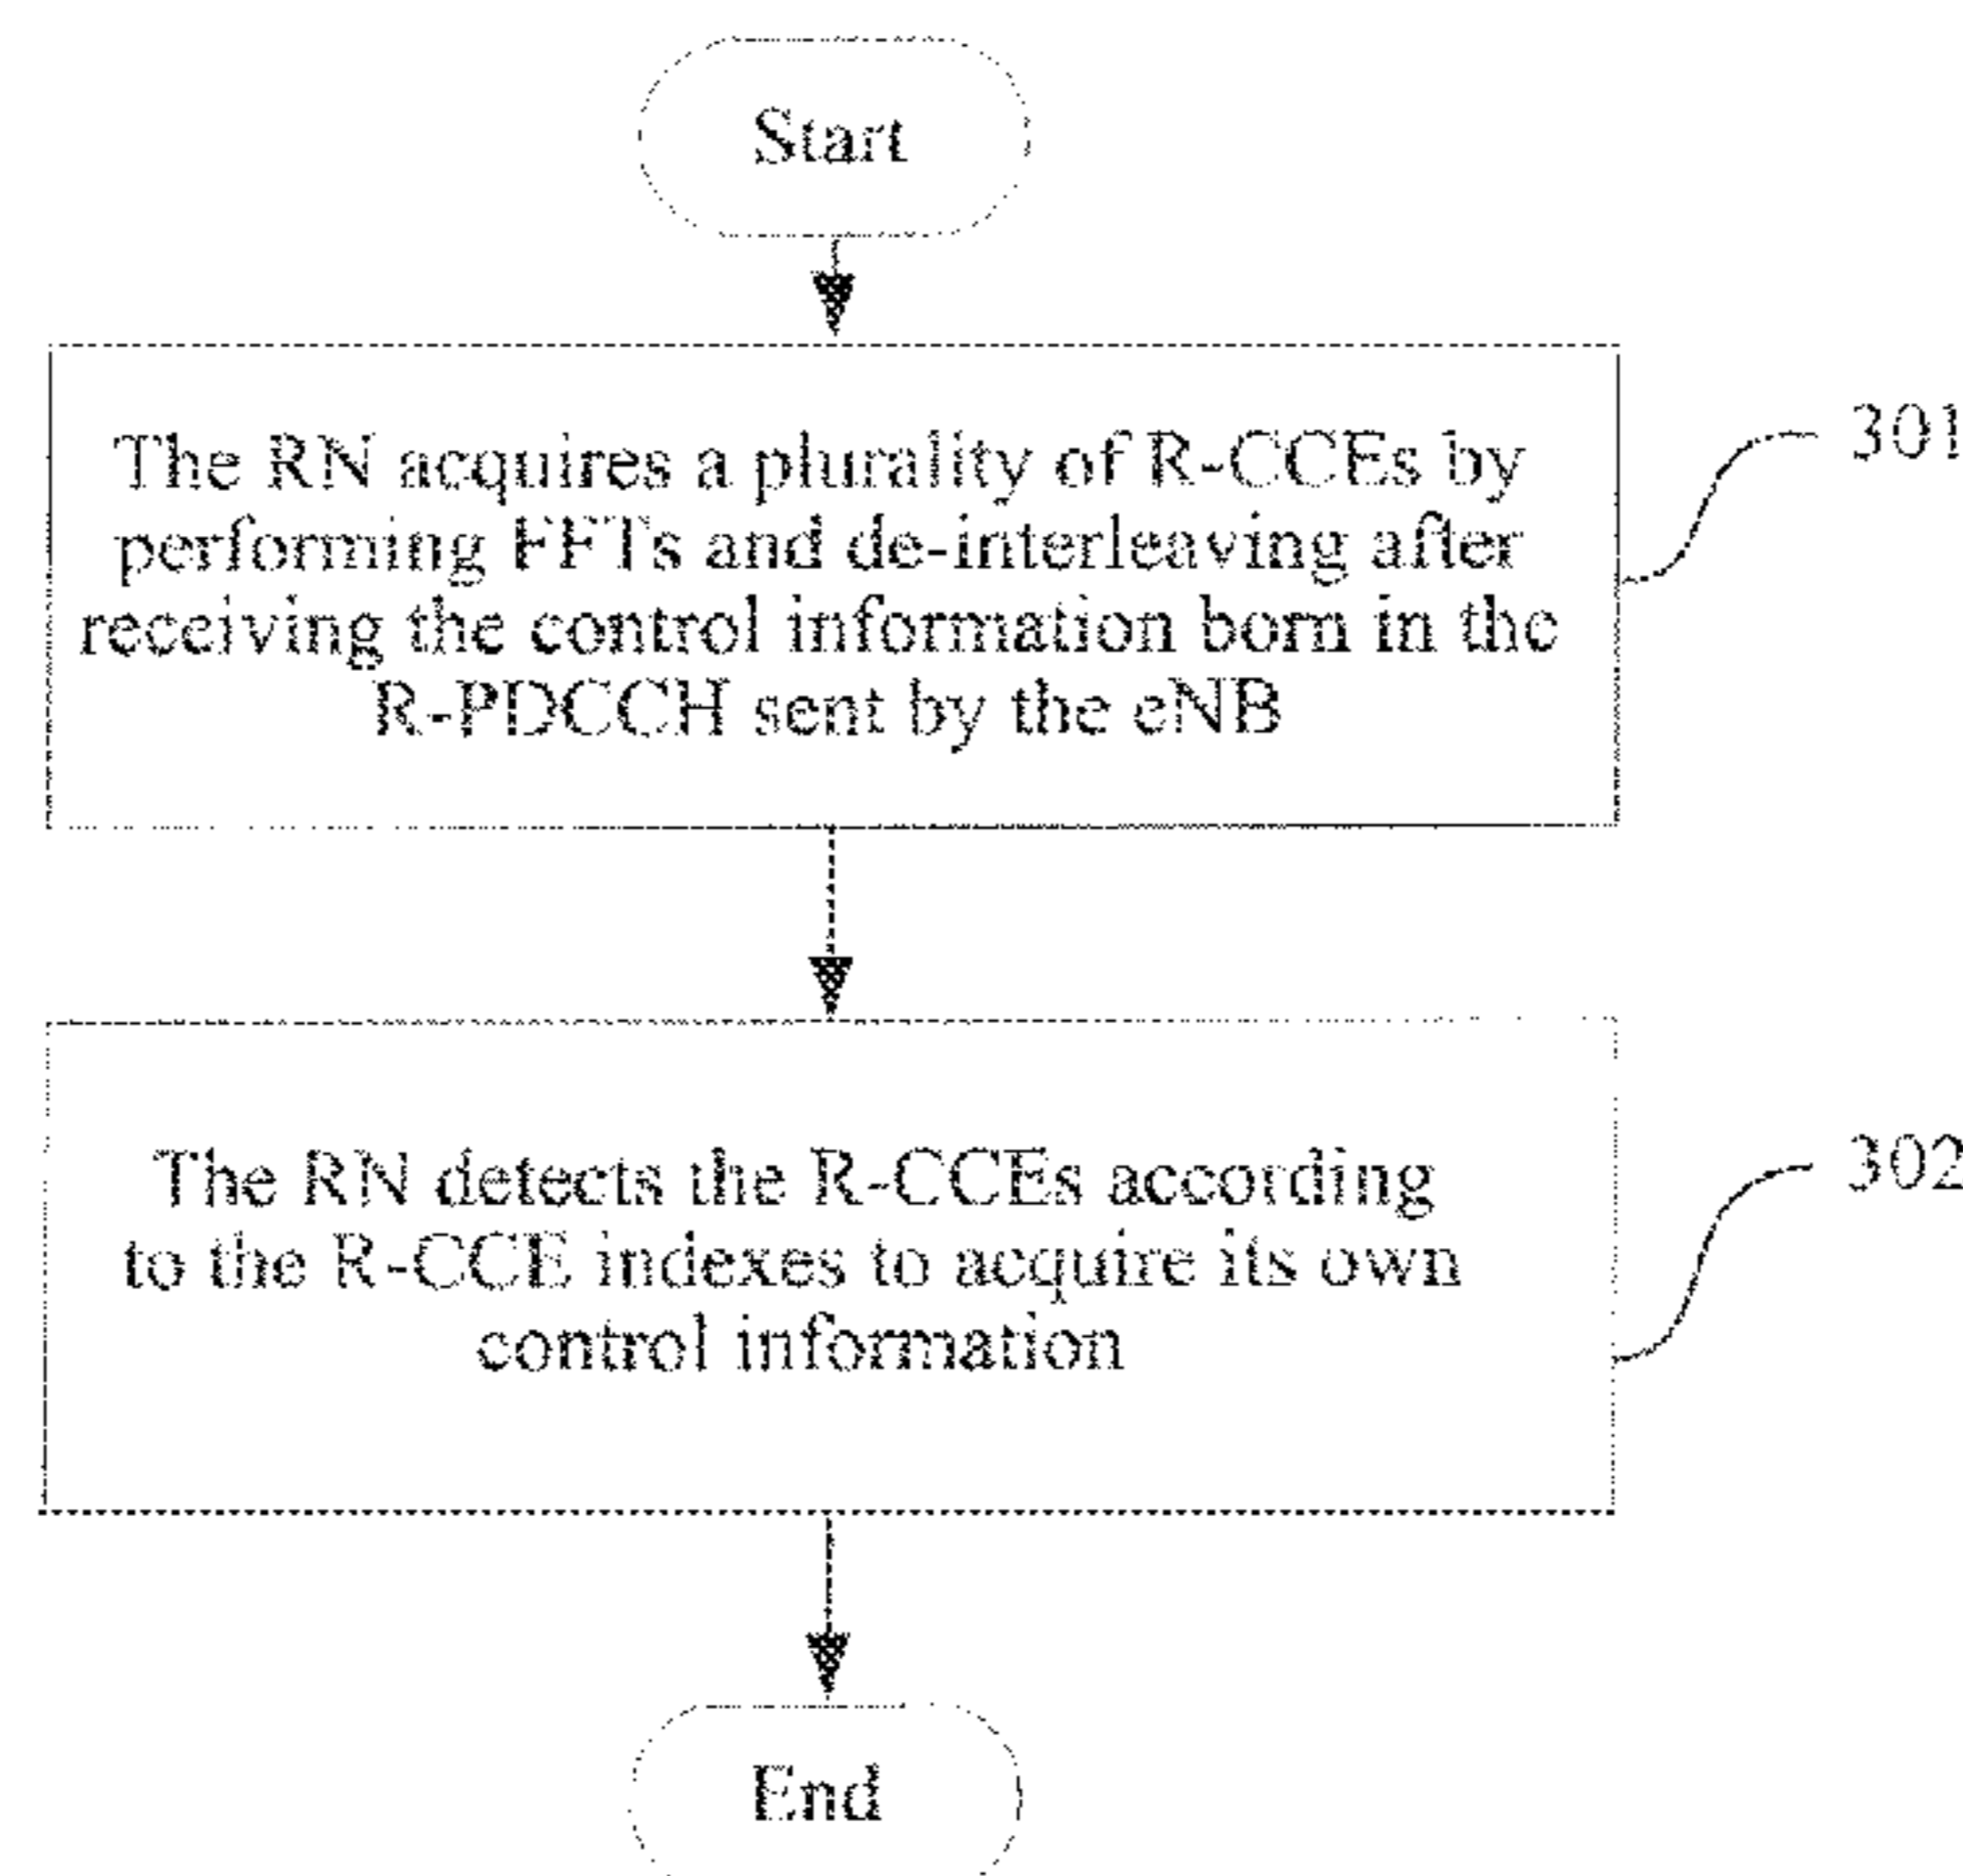 Start
The RN acquires a plurality of R-CCEs by
performing FFTs and de-interleaving after
receiving the control information born in the
R-PDCCH sent by the eNB
301
The RN detects the R-CCEs according
to the R-CCE indexes to acquire its own
control information
302
End